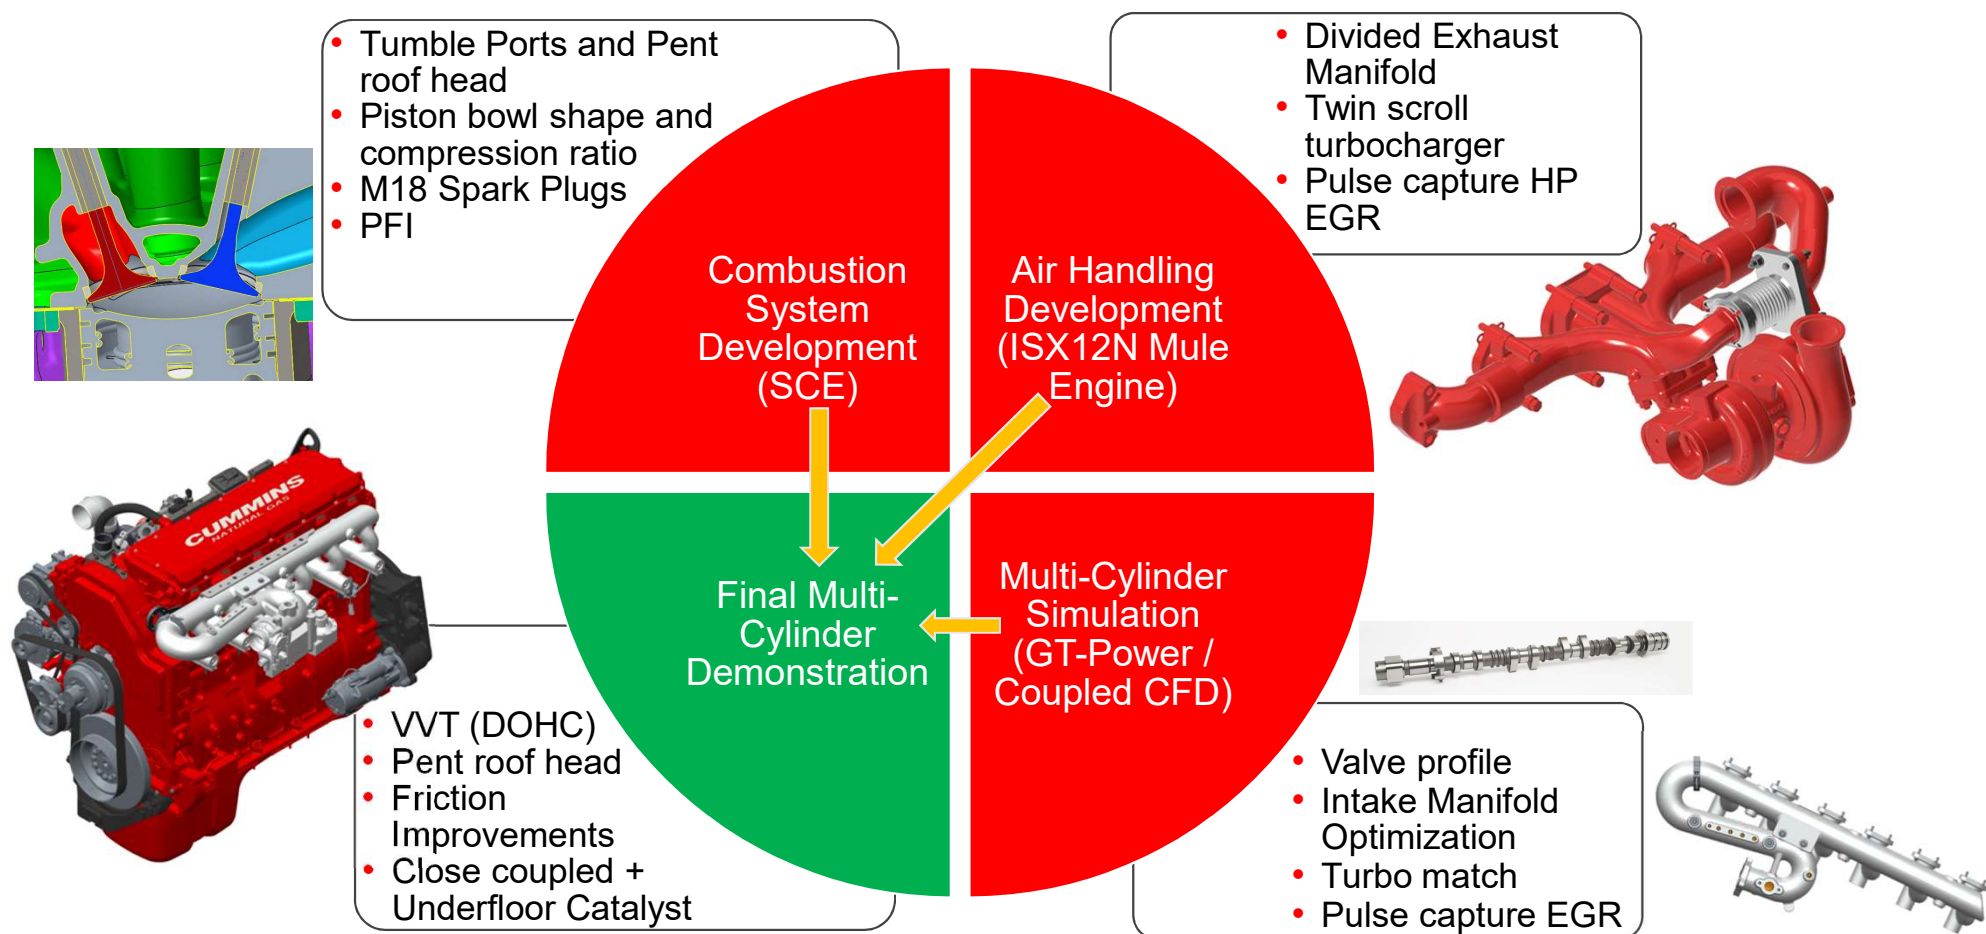 • Tumble Ports and Pent
roof head
• Piston bowl shape and
compression ratio
• M18 Spark Plugs
• PFI
• Divided Exhaust
Manifold
• Twin scroll
turbocharger
• Pulse capture HP
EGR
Combustion
System
Development
(SCE)
Air Handling
Development
(ISX12N Mule
Engine)
CUMMINS
NATURAL GAS
Final Multi-
Cylinder
Demonstration
Multi-Cylinder
Simulation
(GT-Power /
Coupled CFD)
• VVT (DOHC)
• Pent roof head
• Friction
Improvements
• Close coupled +
Underfloor Catalyst
• Valve profile
• Intake Manifold
Optimization
• Turbo match
• Pulse capture EGR